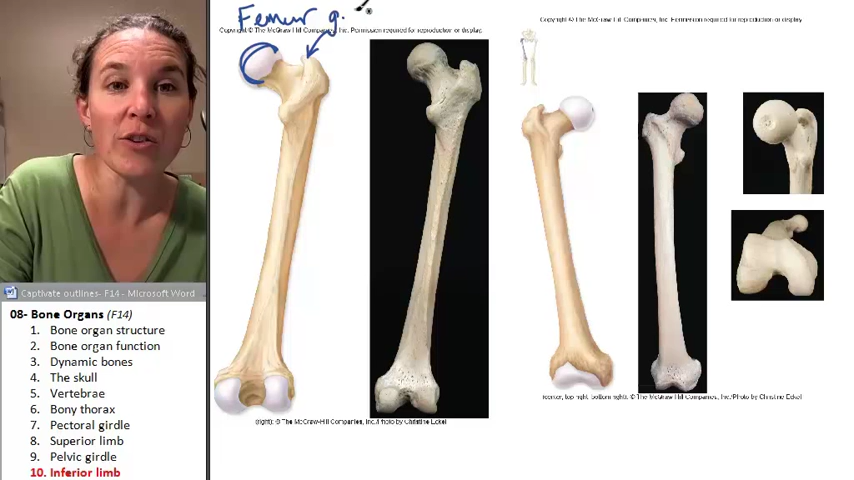 Femur g.
Copyright © The McGraw-Hill Companies, Inc. Permission required for reproduction or display.
Copyright © The McGraw-Hill Companies, Inc. Permission required for reproduction or display.
(right): © The McGraw-Hill Companies, Inc./Photo by Christine Eckel
(center, top right, bottom right): © The McGraw-Hill Companies, Inc./Photo by Christine Eckel
Captivate outlines- F14 - Microsoft Word
08- Bone Organs (F14)
1. Bone organ structure
2. Bone organ function
3. Dynamic bones
4. The skull
5. Vertebrae
6. Bony thorax
7. Pectoral girdle
8. Superior limb
9. Pelvic girdle
10. Inferior limb